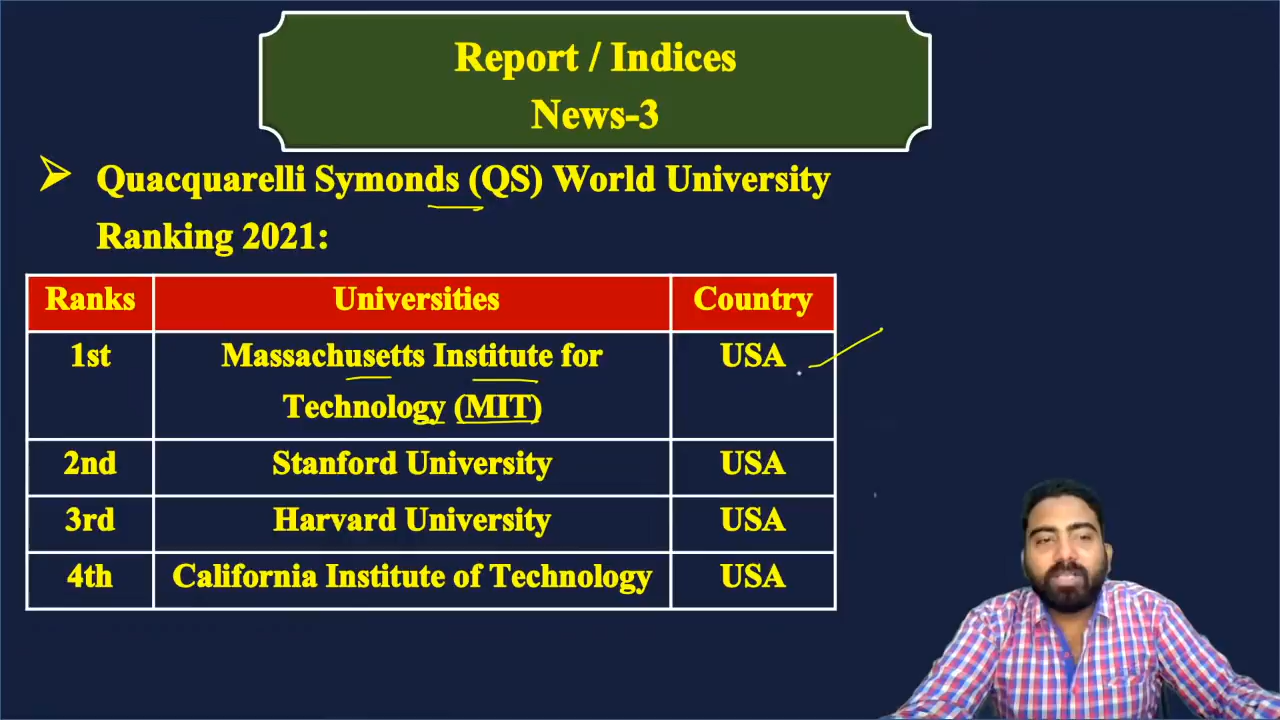 Report / Indices
News-3
Quacquarelli Symonds (QS) World University
Ranking 2021:
Ranks Universities Country
1st Massachusetts Institute for USA
Technology (MIT)
2nd Stanford University USA
3rd Harvard University USA
4th California Institute of Technology USA